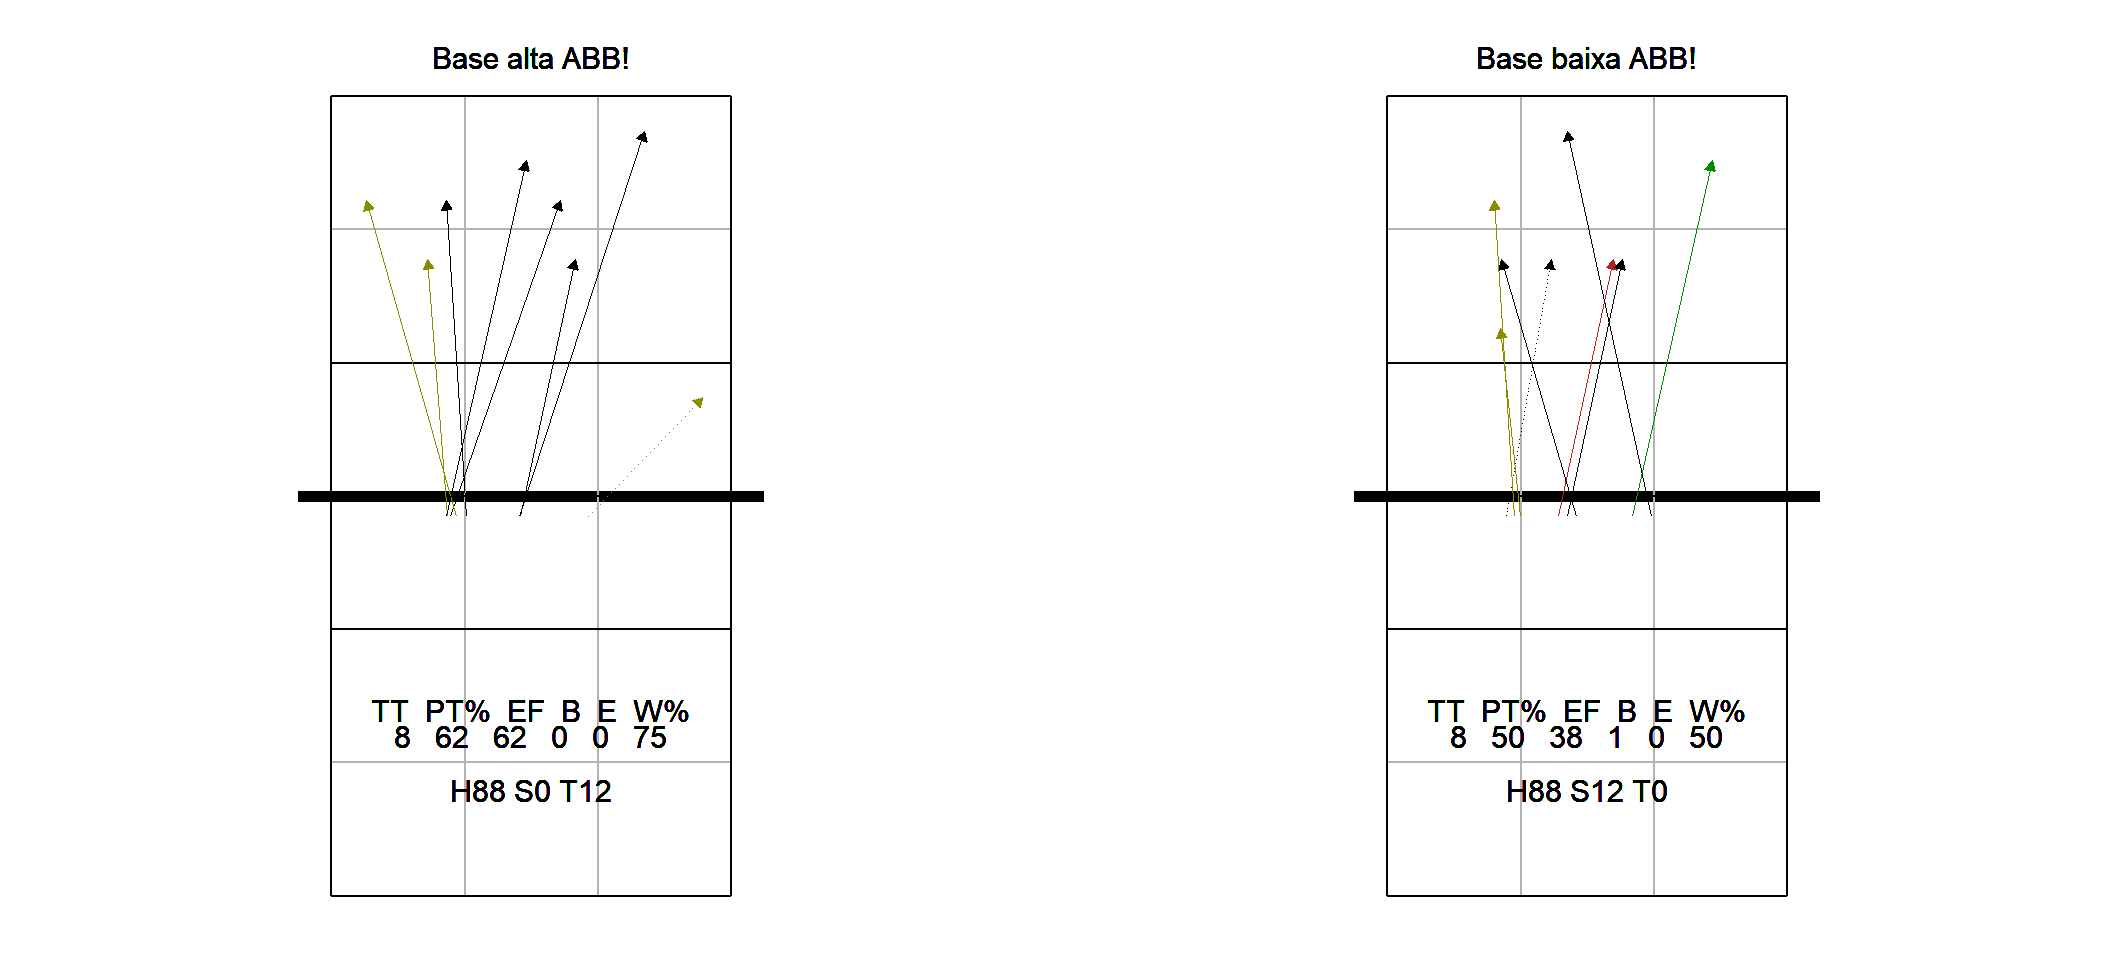 Base alta ABB!
TT PT% EF B E W%
8 62 62 0 0 75
H88 S0 T12
Base baixa ABB!
TT PT% EF B E W%
8 50 38 1 0 50
H88 S12 T0